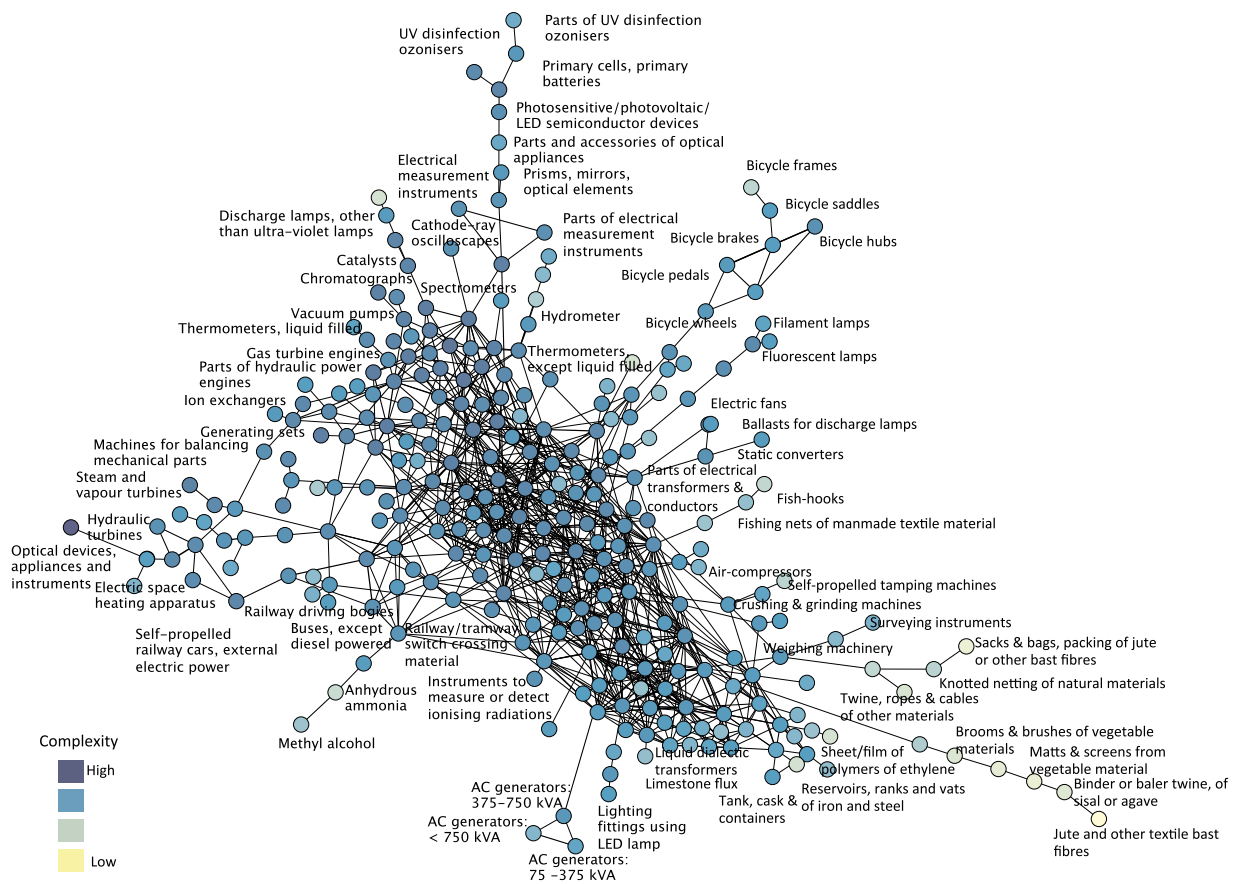 Parts of UV disinfection
ozonisers
UV disinfection
ozonisers
Primary cells, primary
batteries
Photosensitive/photovoltaic/
LED semiconductor devices
Parts and accessories of optical
appliances
Prisms, mirrors,
optical elements
Electrical
measurement
instruments
Discharge lamps, other
than ultra-violet lamps
Cathode-ray
oscilloscapes
Parts of electrical
measurement
instruments
Bicycle frames
Bicycle saddles
Bicycle brakes
Bicycle hubs
Bicycle pedals
Bicycle wheels
Catalysts
Chromatographs
Spectrometers
Vacuum pumps
Thermometers, liquid filled
Hydrometer
Filament lamps
Fluorescent lamps
Gas turbine engines
Thermometers,
except liquid filled
Parts of hydraulic power
engines
Ion exchangers
Generating sets
Electric fans
Ballasts for discharge lamps
Static converters
Machines for balancing
mechanical parts
Steam and
vapour turbines
Parts of electrical
transformers &
conductors
Fish-hooks
Fishing nets of manmade textile material
Hydraulic
turbines
Optical devices,
appliances and
instruments
Electric space
heating apparatus
Air-compressors
Self-propelled tamping machines
Crushing & grinding machines
Surveying instruments
Railway driving bogies
Buses, except
diesel powered
Railway/tramway
switch crossing
material
Self-propelled
railway cars, external
electric power
Weighing machinery
Sacks & bags, packing of jute
or other bast fibres
Knotted netting of natural materials
Twine, ropes & cables
of other materials
Instruments to
measure or detect
ionising radiations
Anhydrous
ammonia
Methyl alcohol
Brooms & brushes of vegetable
materials
Matts & screens from
vegetable material
Binder or baler twine, of
sisal or agave
Jute and other textile bast
fibres
Liquid dialectic
transformers
Limestone flux
Sheet/film of
polymers of ethylene
Reservoirs, ranks and vats
of iron and steel
Tank, cask &
containers
AC generators:
375-750 kVA
AC generators:
< 750 kVA
AC generators:
75 -375 kVA
Lighting
fittings using
LED lamp
Complexity
High
Low